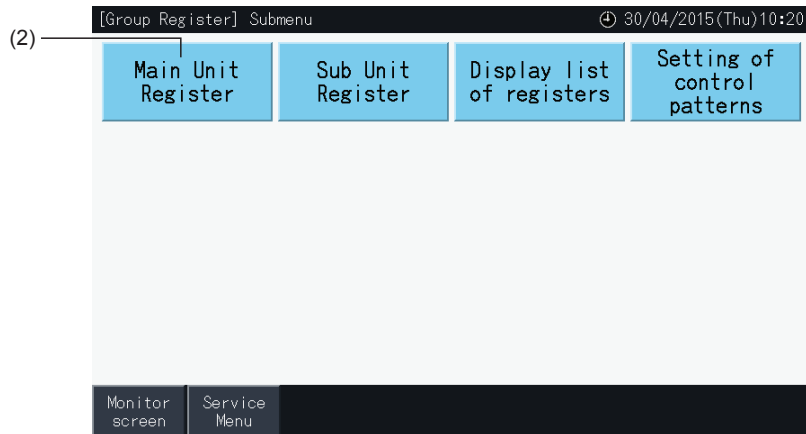 [Group Register] Submenu 30/04/2015(Thu)10:20
(2)
Main Unit
Register
Sub Unit
Register
Display list
of registers
Setting of
control
patterns
Monitor
screen
Service
Menu